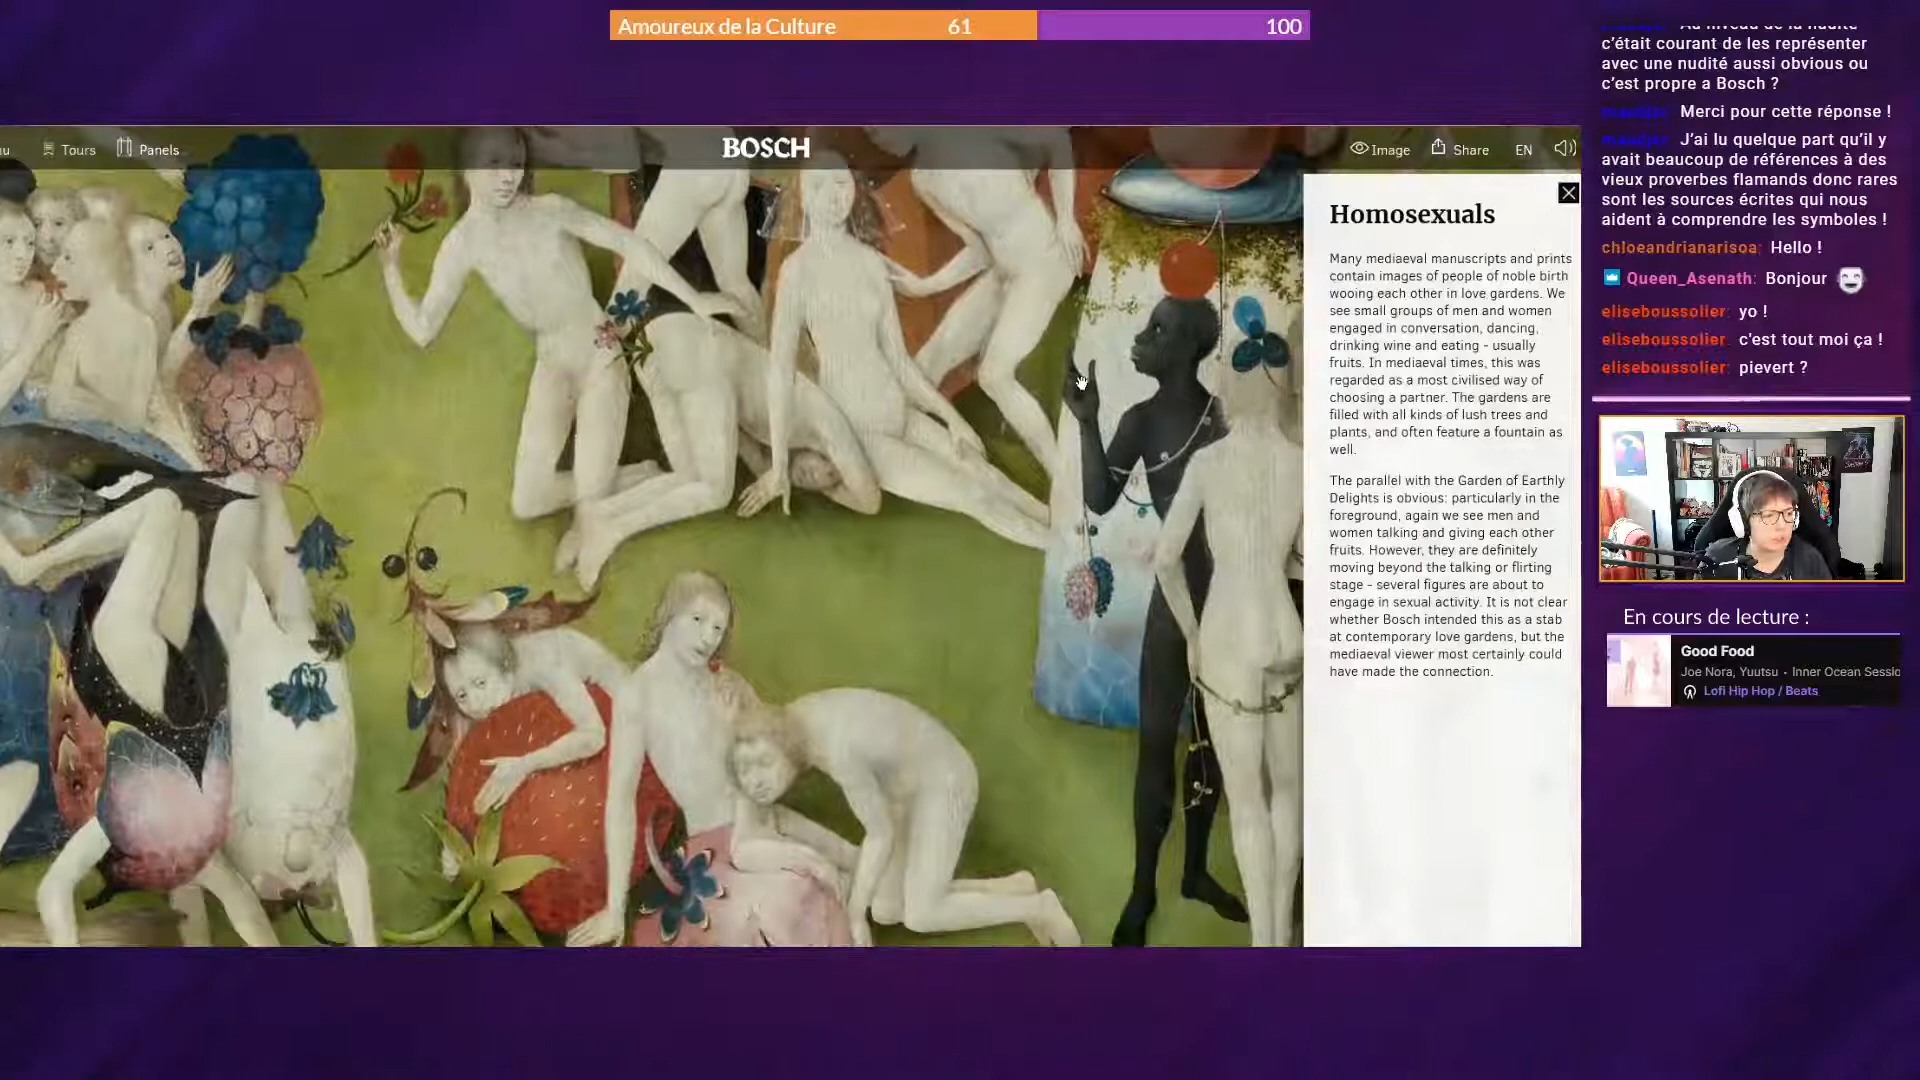 Amoureux de la Culture 61 100
Tours Panels BOSCH Image Share EN
Homosexuals
Many mediaeval manuscripts and prints
contain images of people of noble birth
wooing each other in love gardens. We
see small groups of men and women
engaged in conversation, dancing,
drinking wine and eating - usually
fruits. In mediaeval times, this was
regarded as a most civilised way of
choosing a partner. The gardens are
filled with all kinds of lush trees and
plants, and often feature a fountain as
well.
The parallel with the Garden of Earthly
Delights is obvious: particularly in the
foreground, again we see men and
women talking and giving each other
fruits. However, they are definitely
moving beyond the talking or flirting
stage - several figures are about to
engage in sexual activity. It is not clear
whether Bosch intended this as a stab
at contemporary love gardens, but the
mediaeval viewer most certainly could
have made the connection.
Au niveau de la nudité
c'était courant de les représenter
avec une nudité aussi obvious ou
c'est propre a Bosch ?
Merci pour cette réponse !
J'ai lu quelque part qu'il y
avait beaucoup de références à des
vieux proverbes flamands donc rares
sont les sources écrites qui nous
aident à comprendre les symboles !
chloeandrianarisoa: Hello !
Queen_Asenath: Bonjour
eliseboussolier: yo !
eliseboussolier: c'est tout moi ça !
eliseboussolier: pievert ?
En cours de lecture :
Good Food
Joe Nora, Yuutsu • Inner Ocean Sessio
Lofi Hip Hop / Beats